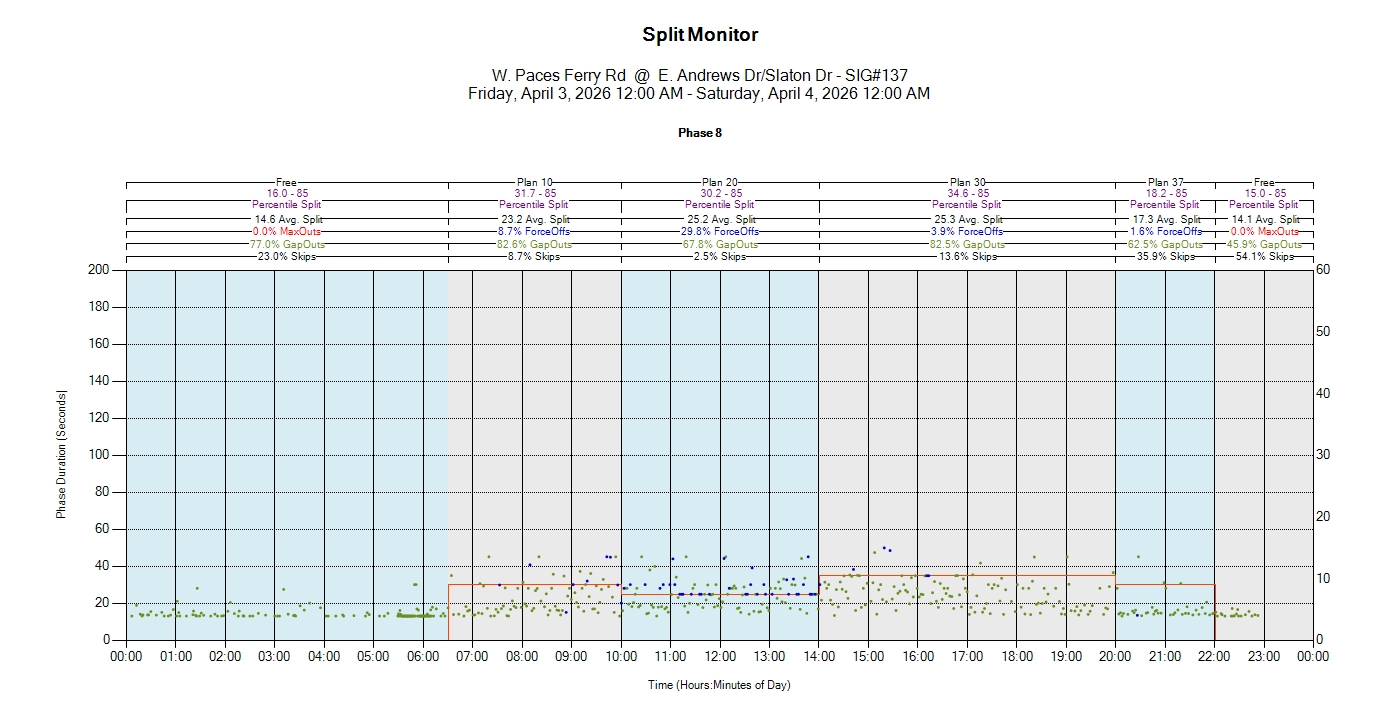 Split Monitor
W. Paces Ferry Rd @ E. Andrews Dr/Slaton Dr - SIG#137
Friday, April 3, 2026 12:00 AM - Saturday, April 4, 2026 12:00 AM
Phase 8
Free Plan 10 Plan 20 Plan 30 Plan 37 Free
16.0 - 85 31.7 - 85 30.2 - 85 34.6 - 85 18.2 - 85 15.0 - 85
Percentile Split Percentile Split Percentile Split Percentile Split Percentile Split Percentile Split
14.6 Avg. Split 23.2 Avg. Split 25.2 Avg. Split 25.3 Avg. Split 17.3 Avg. Split 14.1 Avg. Split
0.0% MaxOuts 8.7% ForceOffs 29.8% ForceOffs 3.9% ForceOffs 1.6% ForceOffs 0.0% MaxOuts
77.0% GapOuts 82.6% GapOuts 67.8% GapOuts 82.5% GapOuts 62.5% GapOuts 45.9% GapOuts
23.0% Skips 8.7% Skips 2.5% Skips 13.6% Skips 35.9% Skips 54.1% Skips
200 60
180
160
50
140
40
120
100 30
80
20
60
40
10
20
0 0
Phase Duration (Seconds)
00:00 01:00 02:00 03:00 04:00 05:00 06:00 07:00 08:00 09:00 10:00 11:00 12:00 13:00 14:00 15:00 16:00 17:00 18:00 19:00 20:00 21:00 22:00 23:00 00:00
Time (Hours:Minutes of Day)